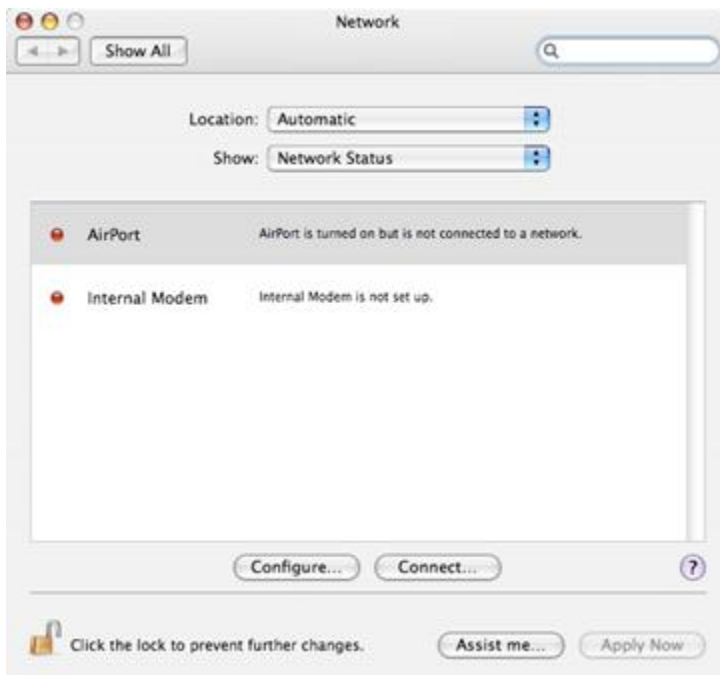 Network
Show All
Location: Automatic
Show: Network Status
AirPort AirPort is turned on but is not connected to a network.
Internal Modem Internal Modem is not set up.
Configure... Connect... ?
Click the lock to prevent further changes. Assist me... Apply Now